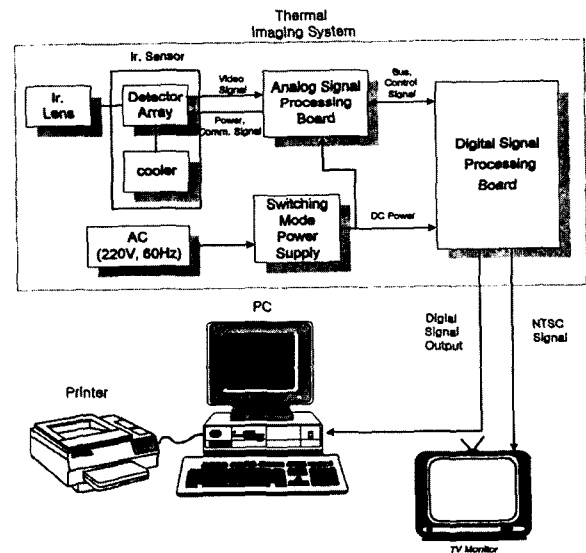 Thermal
Imaging System
Ir. Sensor
Ir.
Lens
Detector
Array
cooler
Video
Signal
Power,
Comm. Signal
Analog Signal
Processing
Board
Bus,
Control
Signal
Digital Signal
Processing
Board
AC
(220V, 60Hz)
Switching
Mode
Power
Supply
DC Power
PC
Printer
Digial
Signal
Output
NTSC
Signal
TV Monitor